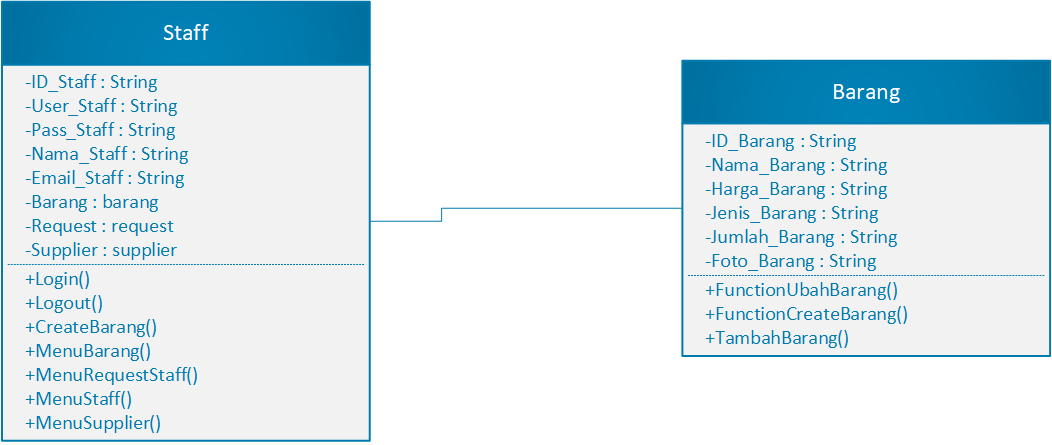 Staff
-ID_Staff : String
-User_Staff : String
-Pass_Staff : String
-Nama_Staff : String
-Email_Staff : String
-Barang : barang
-Request : request
-Supplier : supplier
+Login()
+Logout()
+CreateBarang()
+MenuBarang()
+MenuRequestStaff()
+MenuStaff()
+MenuSupplier()
Barang
-ID_Barang : String
-Nama_Barang : String
-Harga_Barang : String
-Jenis_Barang : String
-Jumlah_Barang : String
-Foto_Barang : String
+FunctionUbahBarang()
+FunctionCreateBarang()
+TambahBarang()